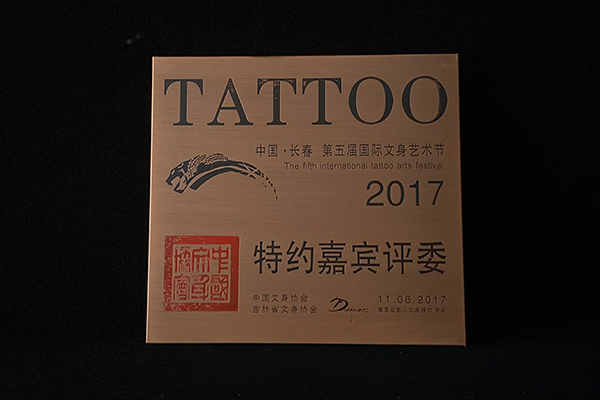 TATTOO
中国·长春 第五届国际文身艺术节
The fifth international tattoo arts festival
2017
特约嘉宾评委
中国文身协会
吉林省文身协会
11.06.2017